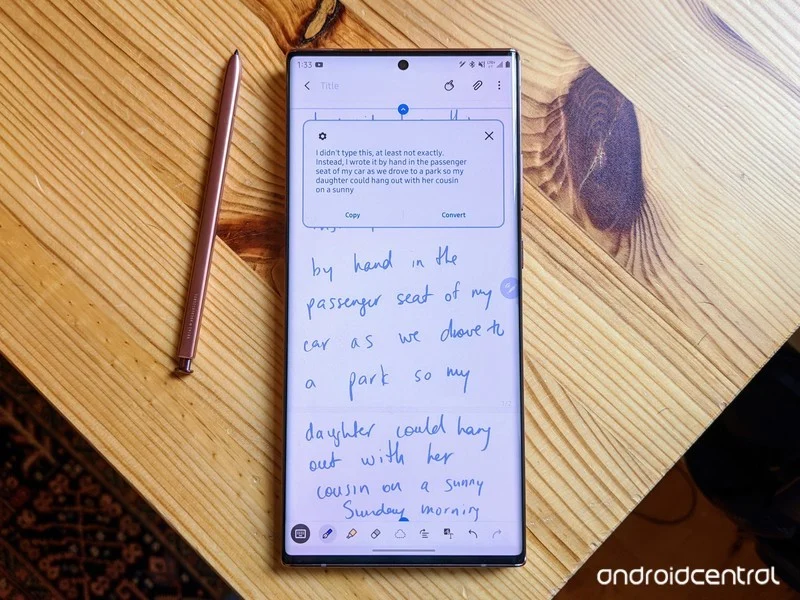 1:33
Title
I didn't type this, at least not exactly.
Instead, I wrote it by hand in the passenger
seat of my car as we drove to a park so my
daughter could hang out with her cousin
on a sunny
Copy Convert
by hand in the
passenger seat of my
car as we drove to
a park so my
daughter could hang
out with her
cousin on a sunny
Sunday morning
androidcentral